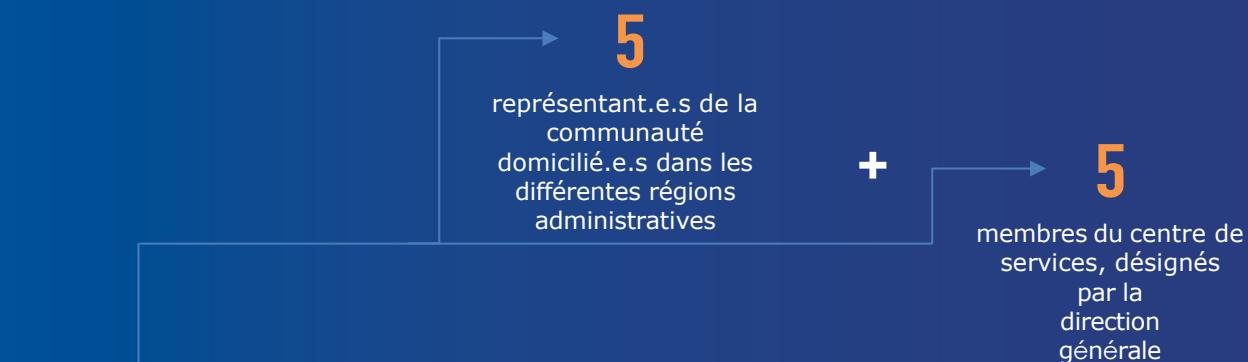 5
représentant.e.s de la
communauté
domicilié.e.s dans les
différentes régions
administratives
+
5
membres du centre de
services, désignés
par la
direction
générale